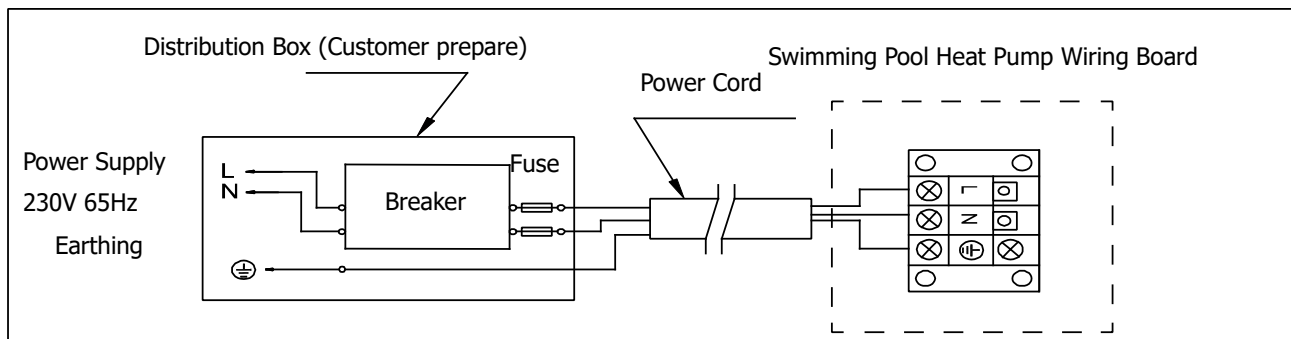 Distribution Box (Customer prepare)
Swimming Pool Heat Pump Wiring Board
Power Cord
Power Supply
230V 65Hz
Earthing
L
N
Fuse
Breaker
L
N